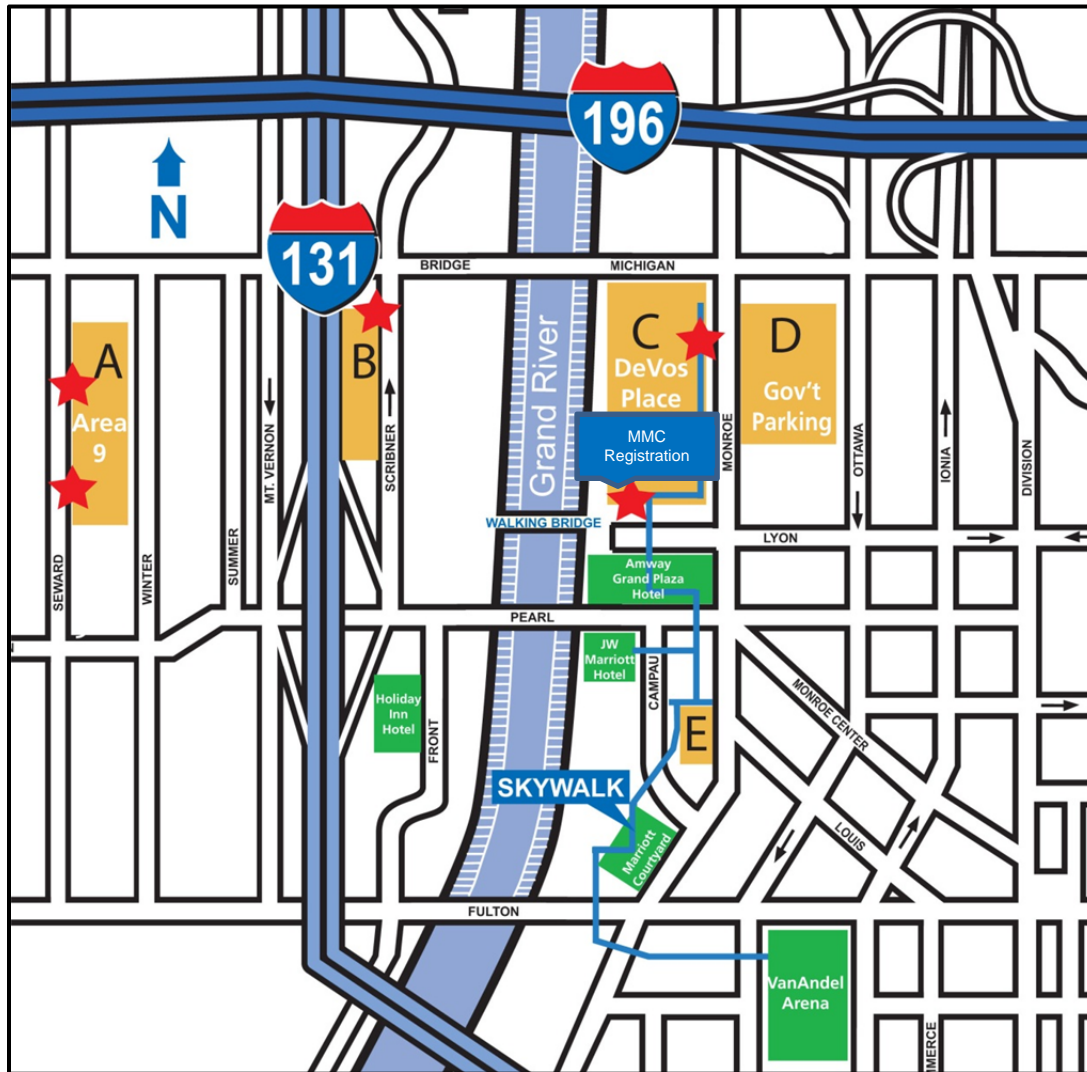 196
N
131
BRIDGE
MICHIGAN
A
Area
9
B
C
DeVos
Place
D
Gov't
Parking
MMC
Registration
Grand River
SEWARD
WINTER
SUMMER
MT. VERNON
SCRIBNER
MONROE
OTTAWA
IONIA
DIVISION
WALKING BRIDGE
LYON
Amway
Grand Plaza
Hotel
PEARL
JW
Marriott
Hotel
CAMPAU
Holiday
Inn
Hotel
FRONT
E
MONROE CENTER
SKYWALK
Marriott
Courtyard
LOUIS
FULTON
VanAndel
Arena
MMERCE